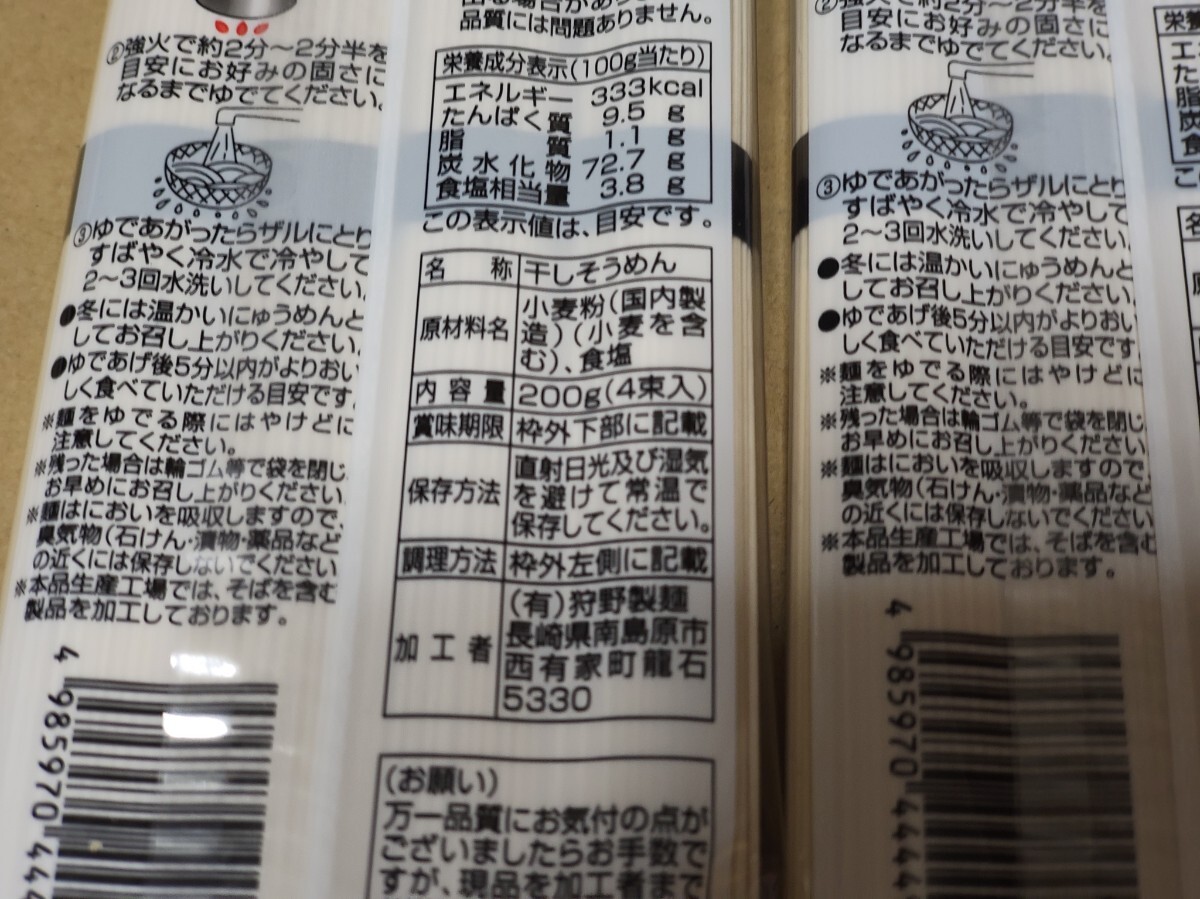 ②強火で約2分～2分半を
目安にお好みの固さに
なるまでゆでてください。
③ゆであがったらザルにとり
すばやく冷水で冷やして
2～3回水洗いしてください。
●冬には温かいにゅうめんと
してお召し上がりください。
●ゆであげ後5分以内がよりおい
しく食べていただける目安です。
※麺をゆでる際にはやけどに
注意してください。
※残った場合は輪ゴム等で袋を閉じ
お早めにお召し上がりください
※麺はにおいを吸収しますので、
臭気物(石けん・漬物・薬品など
の近くには保存しないでください
※本品生産工場では、そばを含む
製品を加工しております。
4
985970444
品質には問題ありません。
栄養成分表示(100g当たり)
エネルギー 333kcal
たんぱく質 9.5 g
脂質 1.1 g
炭水化物 72.7 g
食塩相当量 3.8 g
この表示値は、目安です。
名称 干しそうめん
原材料名 小麦粉(国内製
造)(小麦を含
む)、食塩
内容量 200g(4束入)
賞味期限 枠外下部に記載
保存方法 直射日光及び湿気
を避けて常温で
保存してください。
調理方法 枠外左側に記載
加工者 (有)狩野製麺
長崎県南島原市
西有家町龍石
5330
(お願い)
万一品質にお気付の点が
ございましたらお手数で
すが、現品を加工者まで
目安にお好みの固さに
なるまでゆでてください。
③ゆであがったらザルにとり
すばやく冷水で冷やして
2～3回水洗いしてください。
●冬には温かいにゅうめんと
してお召し上がりください。
●ゆであげ後5分以内がよりおい
しく食べていただける目安です
※麺をゆでる際にはやけどに
注意してください。
※残った場合は輪ゴム等で袋を閉じ
お早めにお召し上がりください
※麺はにおいを吸収しますので、
臭気物(石けん・漬物・薬品など
の近くには保存しないでください
※本品生産工場では、そばを含む
製品を加工しております。
4
985970444
栄養
エネ
たん
脂
炭
食
この
名